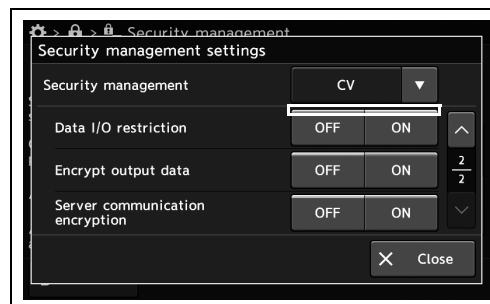 > > Security management
Security management settings
Security management CV ▼
Data I/O restriction OFF ON
Encrypt output data OFF ON
2
2
Server communication
encryption OFF ON
× Close